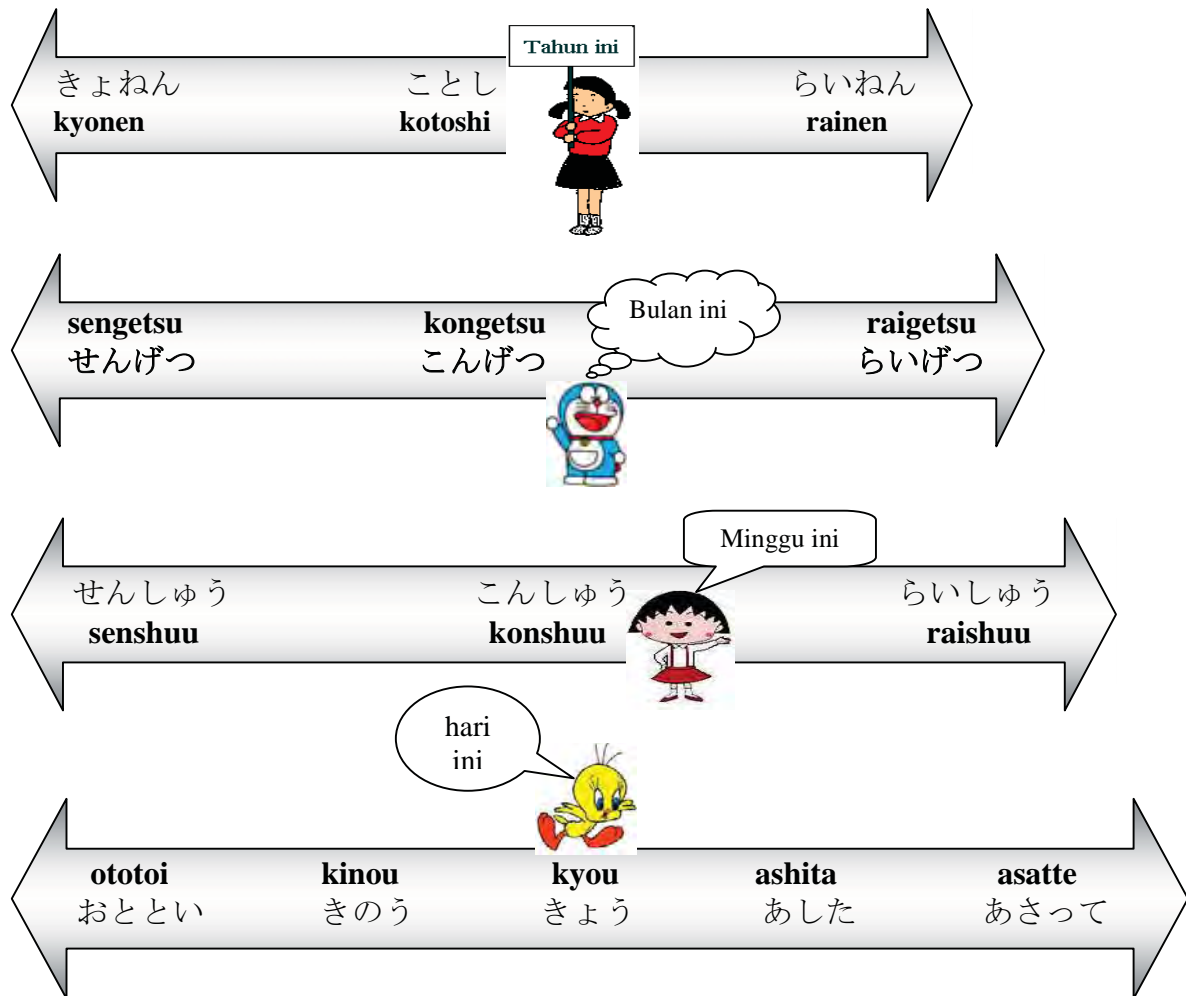 Tahun ini
きょねん ことし らいねん
kyonen kotoshi rainen
Bulan ini
sengetsu kongetsu raigetsu
せんげつ こんげつ らいげつ
Minggu ini
せんしゅう こんしゅう らいしゅう
senshuu konshuu raishuu
hari
ini
ototoi kinou kyou ashita asatte
おととい きのう きょう あした あさって